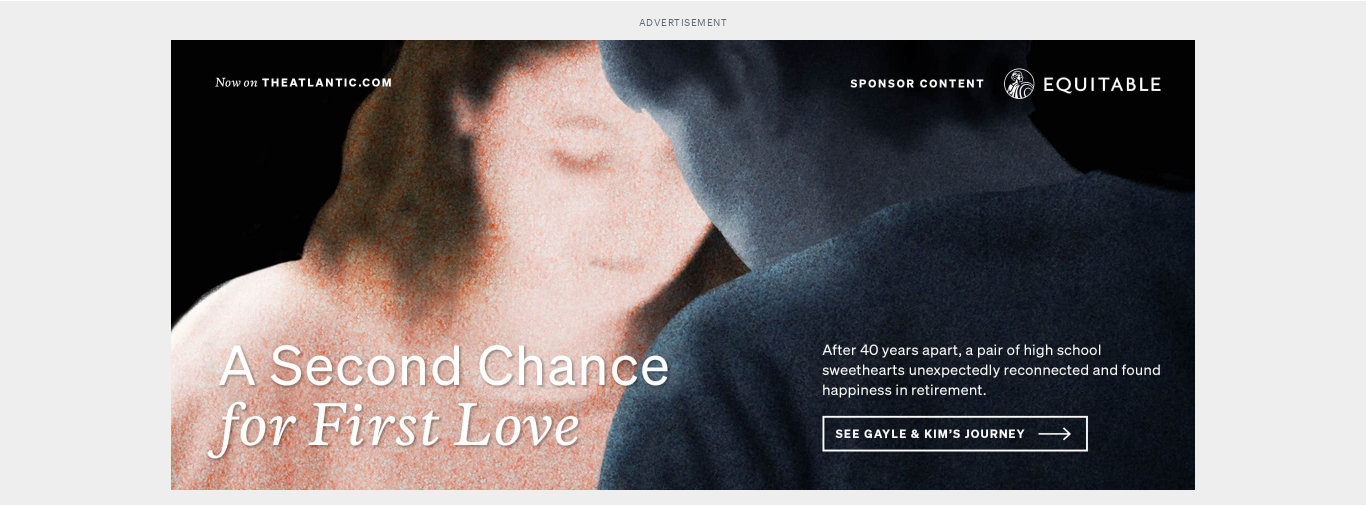 ADVERTISEMENT
Now on THEATLANTIC.COM
SPONSOR CONTENT
EQUITABLE
A Second Chance
for First Love
After 40 years apart, a pair of high school
sweethearts unexpectedly reconnected and found
happiness in retirement.
SEE GAYLE & KIM'S JOURNEY